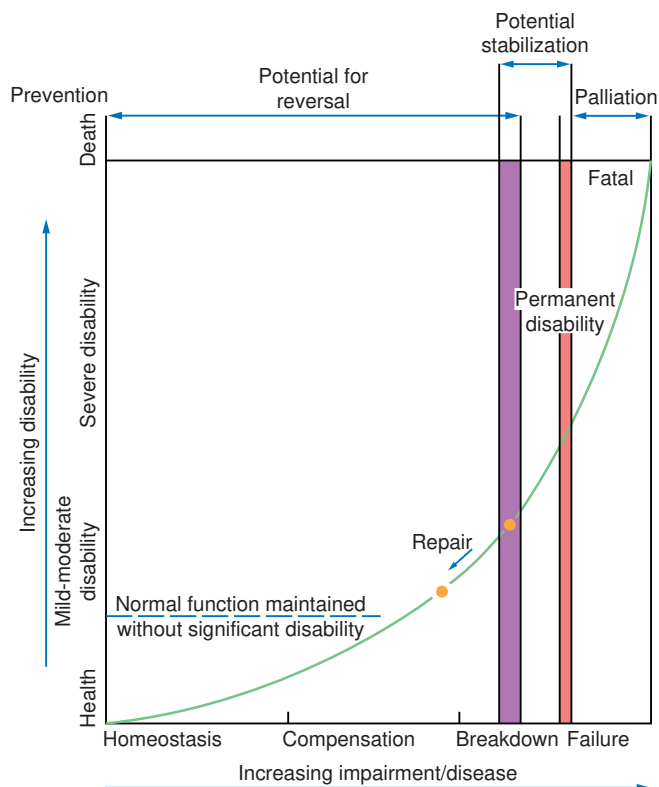 Potential
stabilization
Potential for
reversal
Prevention
Palliation
Death
Fatal
Severe disability
Permanent
disability
Increasing disability
Mild-moderate
disability
Repair
Normal function maintained
without significant disability
Health
Homeostasis
Compensation
Breakdown
Failure
Increasing impairment/disease